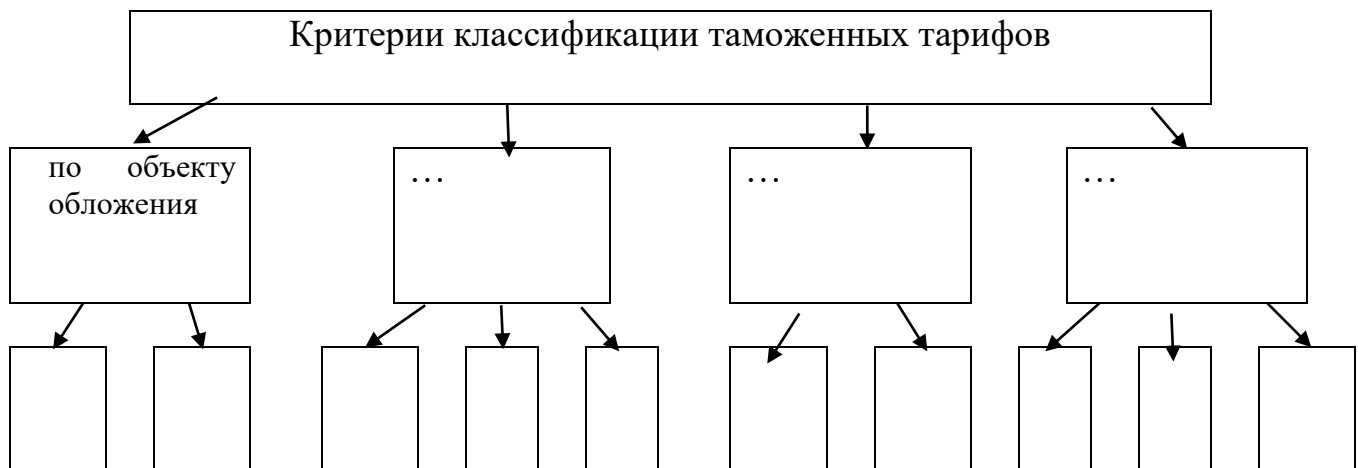 Критерии классификации таможенных тарифов
по объекту
обложения
…
…
…